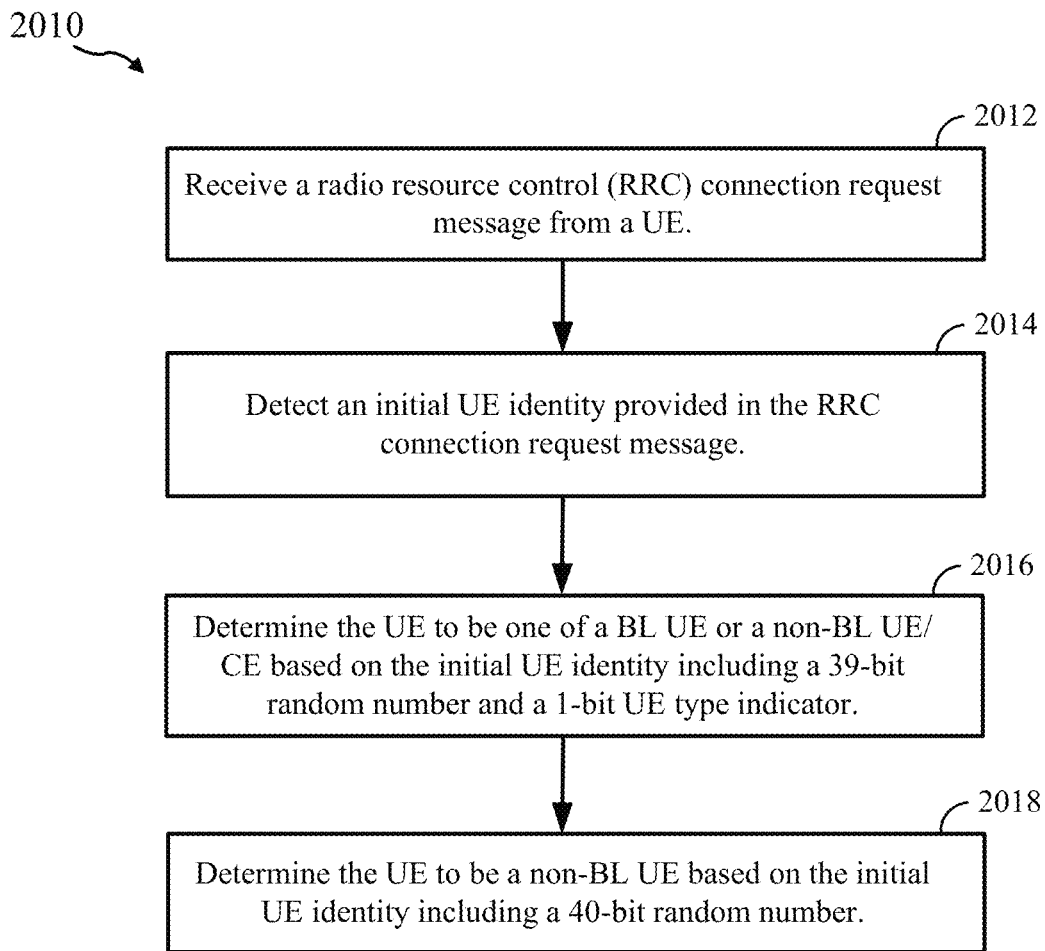 2010
2012
Receive a radio resource control (RRC) connection request
message from a UE.
2014
Detect an initial UE identity provided in the RRC
connection request message.
2016
Determine the UE to be one of a BL UE or a non-BL UE/
CE based on the initial UE identity including a 39-bit
random number and a 1-bit UE type indicator.
2018
Determine the UE to be a non-BL UE based on the initial
UE identity including a 40-bit random number.